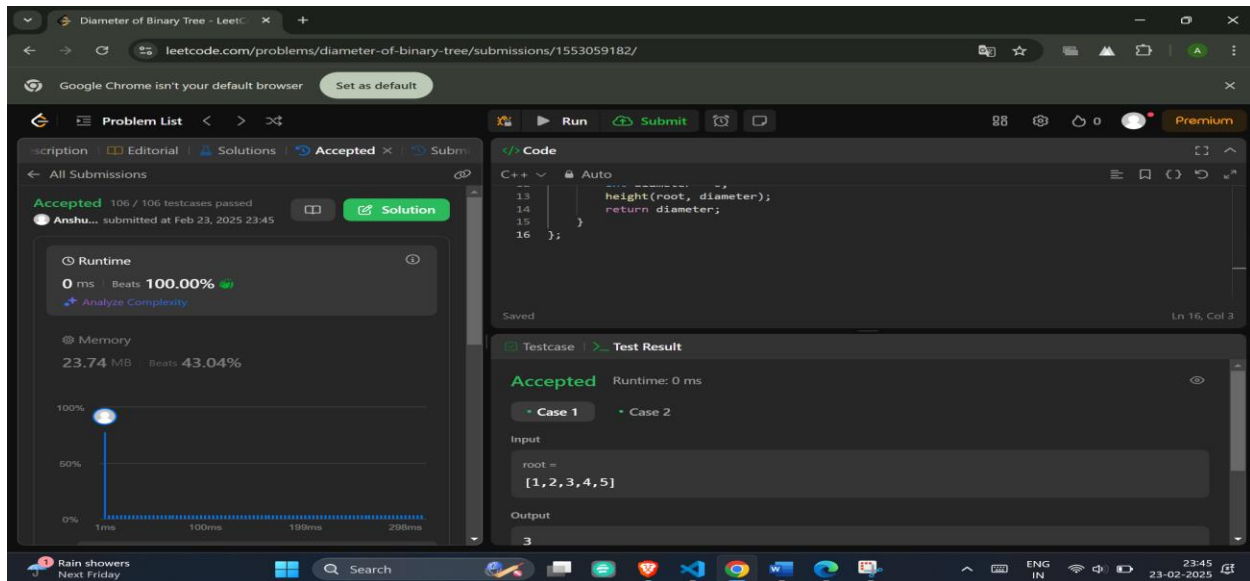 Diameter of Binary Tree - LeetC
leetcode.com/problems/diameter-of-binary-tree/submissions/1553059182/
A
Google Chrome isn't your default browser Set as default
Problem List Run Submit 0 Premium
scription Editorial Solutions Accepted Subm
All Submissions
Accepted 106 / 106 testcases passed
Solution
Anshu... submitted at Feb 23, 2025 23:45
Runtime
0 ms Beats 100.00%
Analyze Complexity
Memory
23.74 MB Beats 43.04%
100%
50%
0%
1ms 100ms 199ms 298ms
Code
C++ Auto
13 height(root, diameter);
14 return diameter;
15 }
16 };
Saved Ln 16, Col 3
Testcase Test Result
Accepted Runtime: 0 ms
Case 1 Case 2
Input
root =
[1,2,3,4,5]
Output
3
1 Rain showers
Next Friday
Search
ENG
IN
23:45
23-02-2025